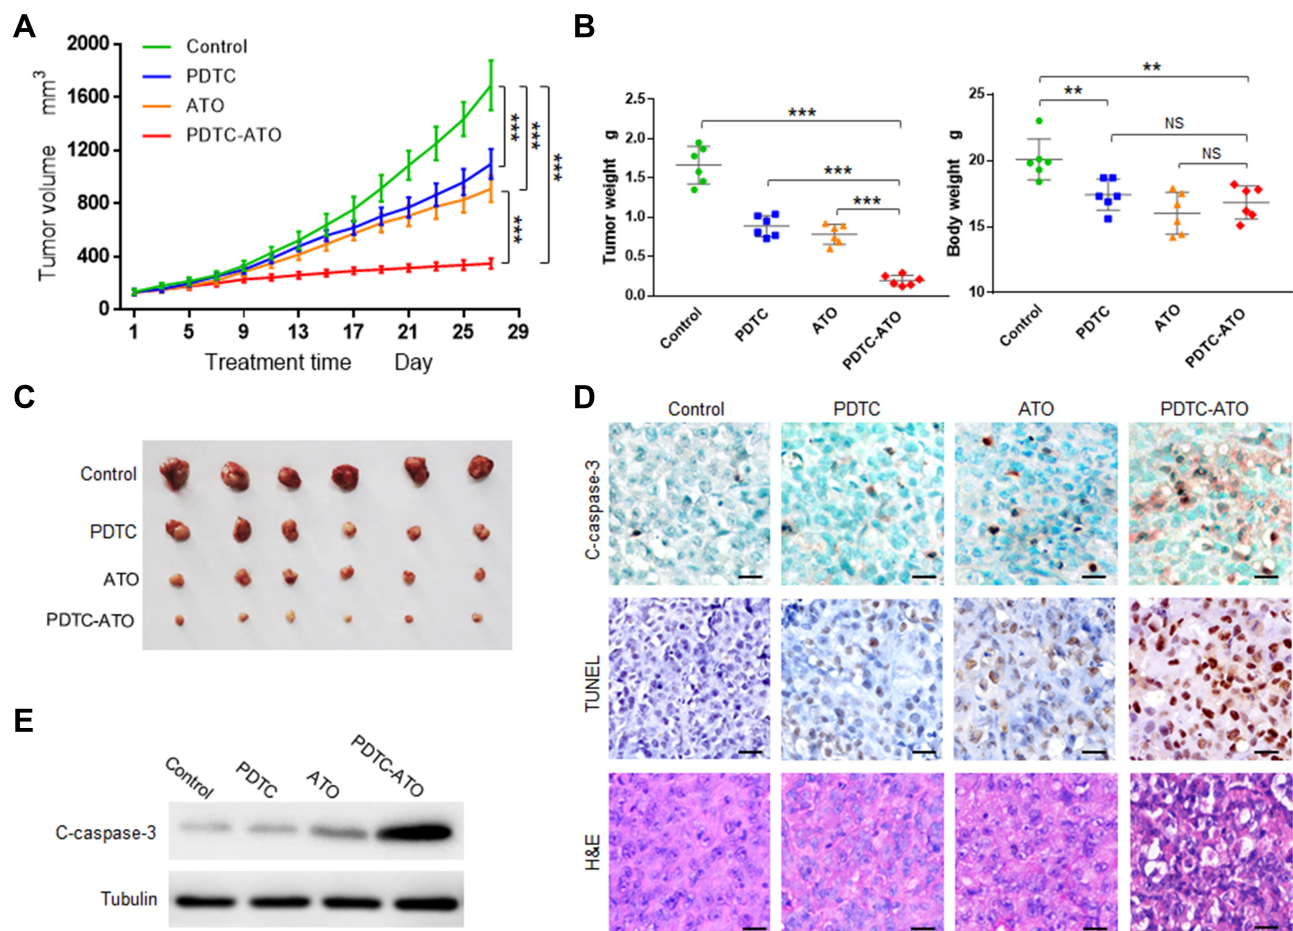 A
2000
1600
1200
800
400
0
Tumor volume mm3
1 5 9 13 17 21 25 29
Treatment time Day
Control
PDTC
ATO
PDTC-ATO
***
***
***
***
B
2.5
2.0
1.5
1.0
0.5
0.0
Tumor weight g
***
***
***
Control PDTC ATO PDTC-ATO
25
20
15
10
Body weight g
**
**
NS
NS
Control PDTC ATO PDTC-ATO
C
Control
PDTC
ATO
PDTC-ATO
D
Control PDTC ATO PDTC-ATO
C-caspase-3
TUNEL
H&E
E
Control PDTC ATO PDTC-ATO
C-caspase-3
Tubulin